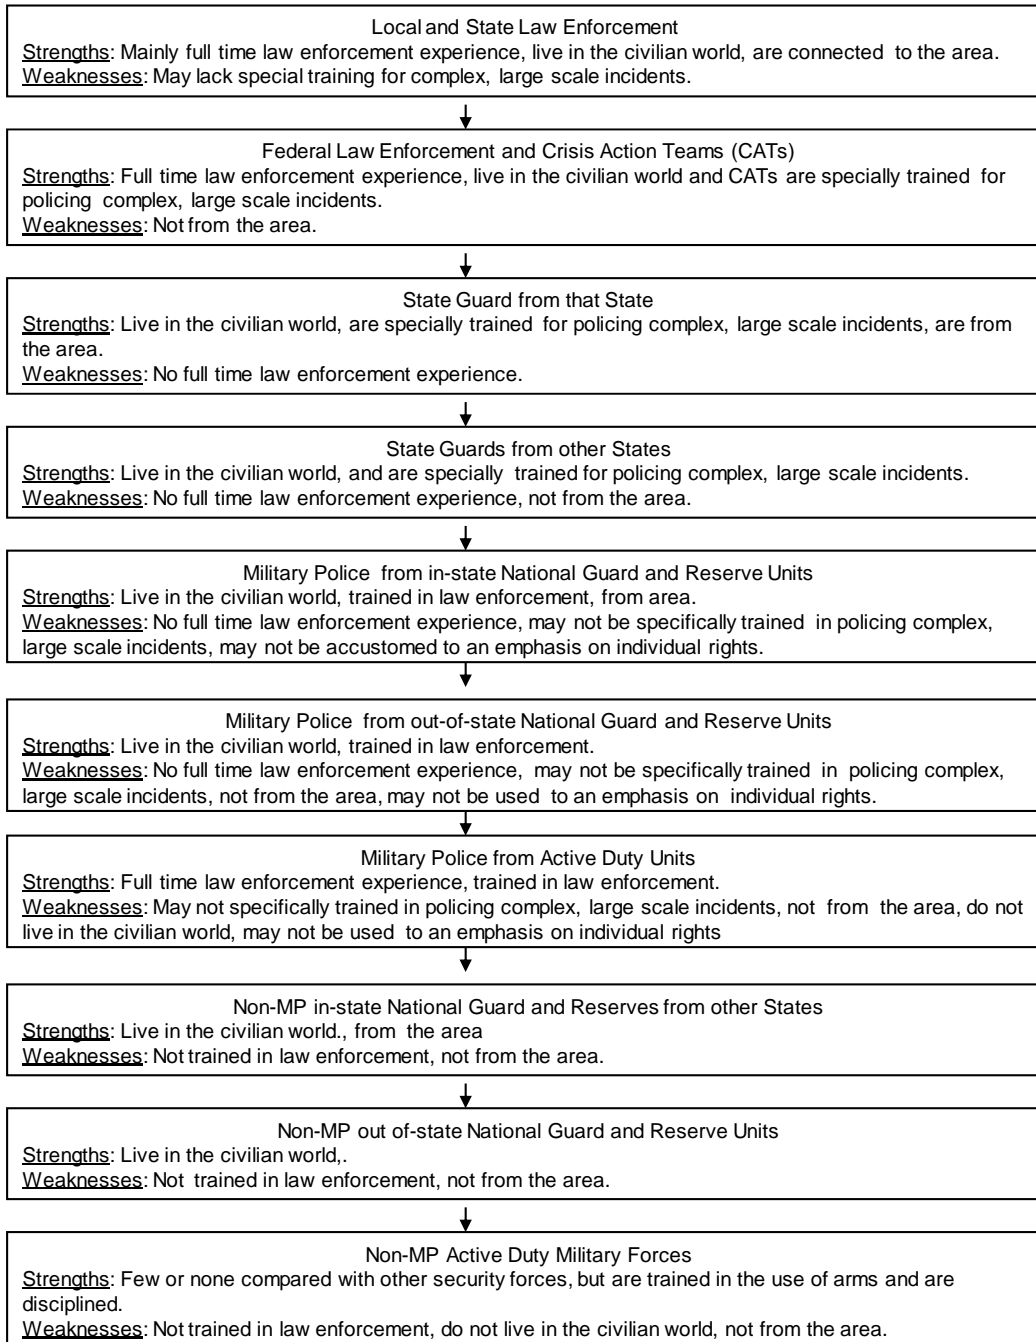 Local and State Law Enforcement
Strengths: Mainly full time law enforcement experience, live in the civilian world, are connected to the area.
Weaknesses: May lack special training for complex, large scale incidents.
Federal Law Enforcement and Crisis Action Teams (CATs)
Strengths: Full time law enforcement experience, live in the civilian world and CATs are specially trained for
policing complex, large scale incidents.
Weaknesses: Not from the area.
State Guard from that State
Strengths: Live in the civilian world, are specially trained for policing complex, large scale incidents, are from
the area.
Weaknesses: No full time law enforcement experience.
State Guards from other States
Strengths: Live in the civilian world, and are specially trained for policing complex, large scale incidents.
Weaknesses: No full time law enforcement experience, not from the area.
Military Police from in-state National Guard and Reserve Units
Strengths: Live in the civilian world, trained in law enforcement, from area.
Weaknesses: No full time law enforcement experience, may not be specifically trained in policing complex,
large scale incidents, may not be accustomed to an emphasis on individual rights.
Military Police from out-of-state National Guard and Reserve Units
Strengths: Live in the civilian world, trained in law enforcement.
Weaknesses: No full time law enforcement experience, may not be specifically trained in policing complex,
large scale incidents, not from the area, may not be used to an emphasis on individual rights.
Military Police from Active Duty Units
Strengths: Full time law enforcement experience, trained in law enforcement.
Weaknesses: May not specifically trained in policing complex, large scale incidents, not from the area, do not
live in the civilian world, may not be used to an emphasis on individual rights
Non-MP in-state National Guard and Reserves from other States
Strengths: Live in the civilian world., from the area
Weaknesses: Not trained in law enforcement, not from the area.
Non-MP out of-state National Guard and Reserve Units
Strengths: Live in the civilian world,.
Weaknesses: Not trained in law enforcement, not from the area.
Non-MP Active Duty Military Forces
Strengths: Few or none compared with other security forces, but are trained in the use of arms and are
disciplined.
Weaknesses: Not trained in law enforcement, do not live in the civilian world, not from the area.